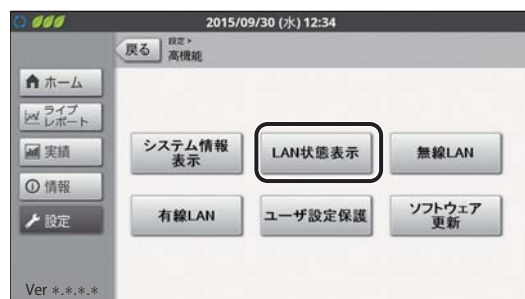 2015/09/30 (水) 12:34
戻る
設定 >
高機能
ホーム
ライブ
レポート
実績
情報
設定
システム情報
表示
LAN状態表示
無線LAN
有線LAN
ユーザ設定保護
ソフトウェア
更新
Ver *.*.*.*